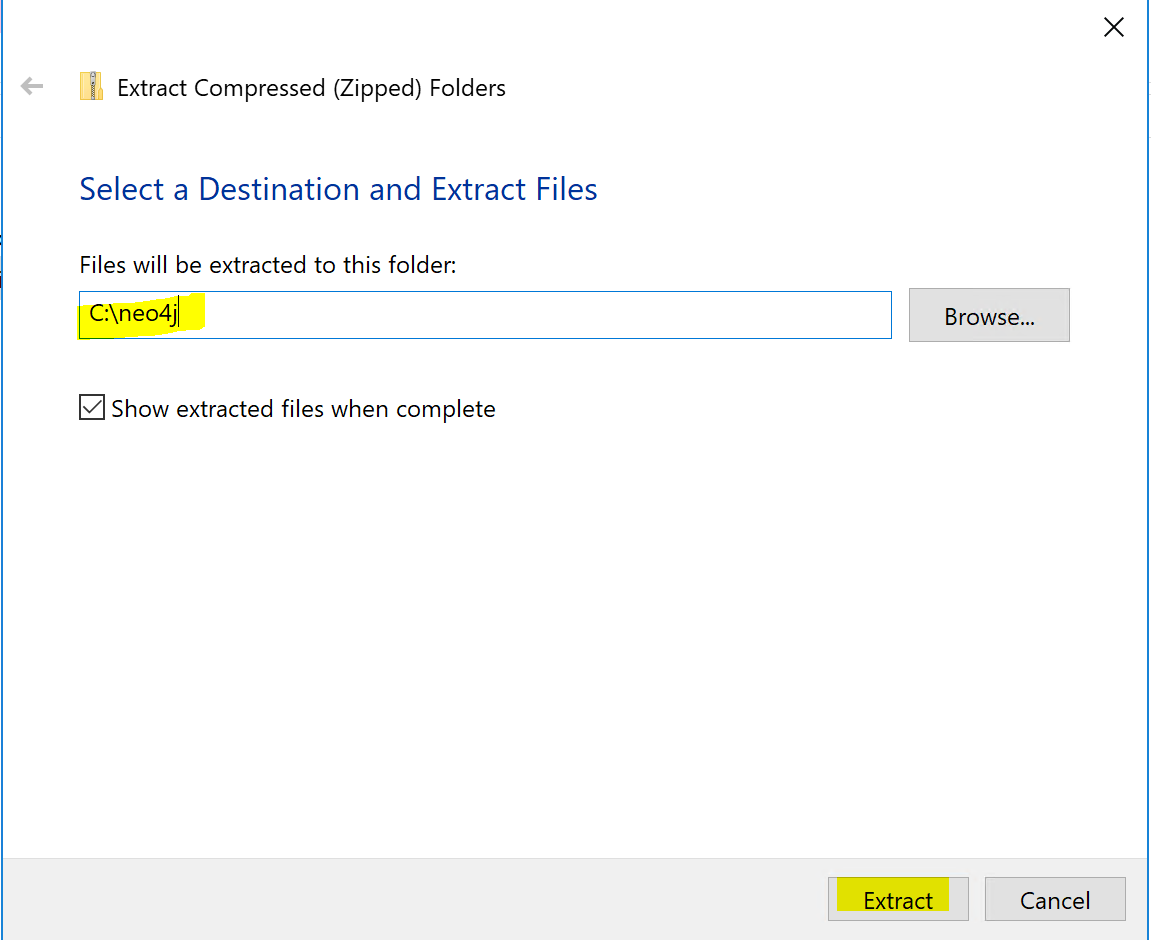 Extract Compressed (Zipped) Folders
Select a Destination and Extract Files
Files will be extracted to this folder:
C:\neo4j
Browse...
Show extracted files when complete
Extract
Cancel